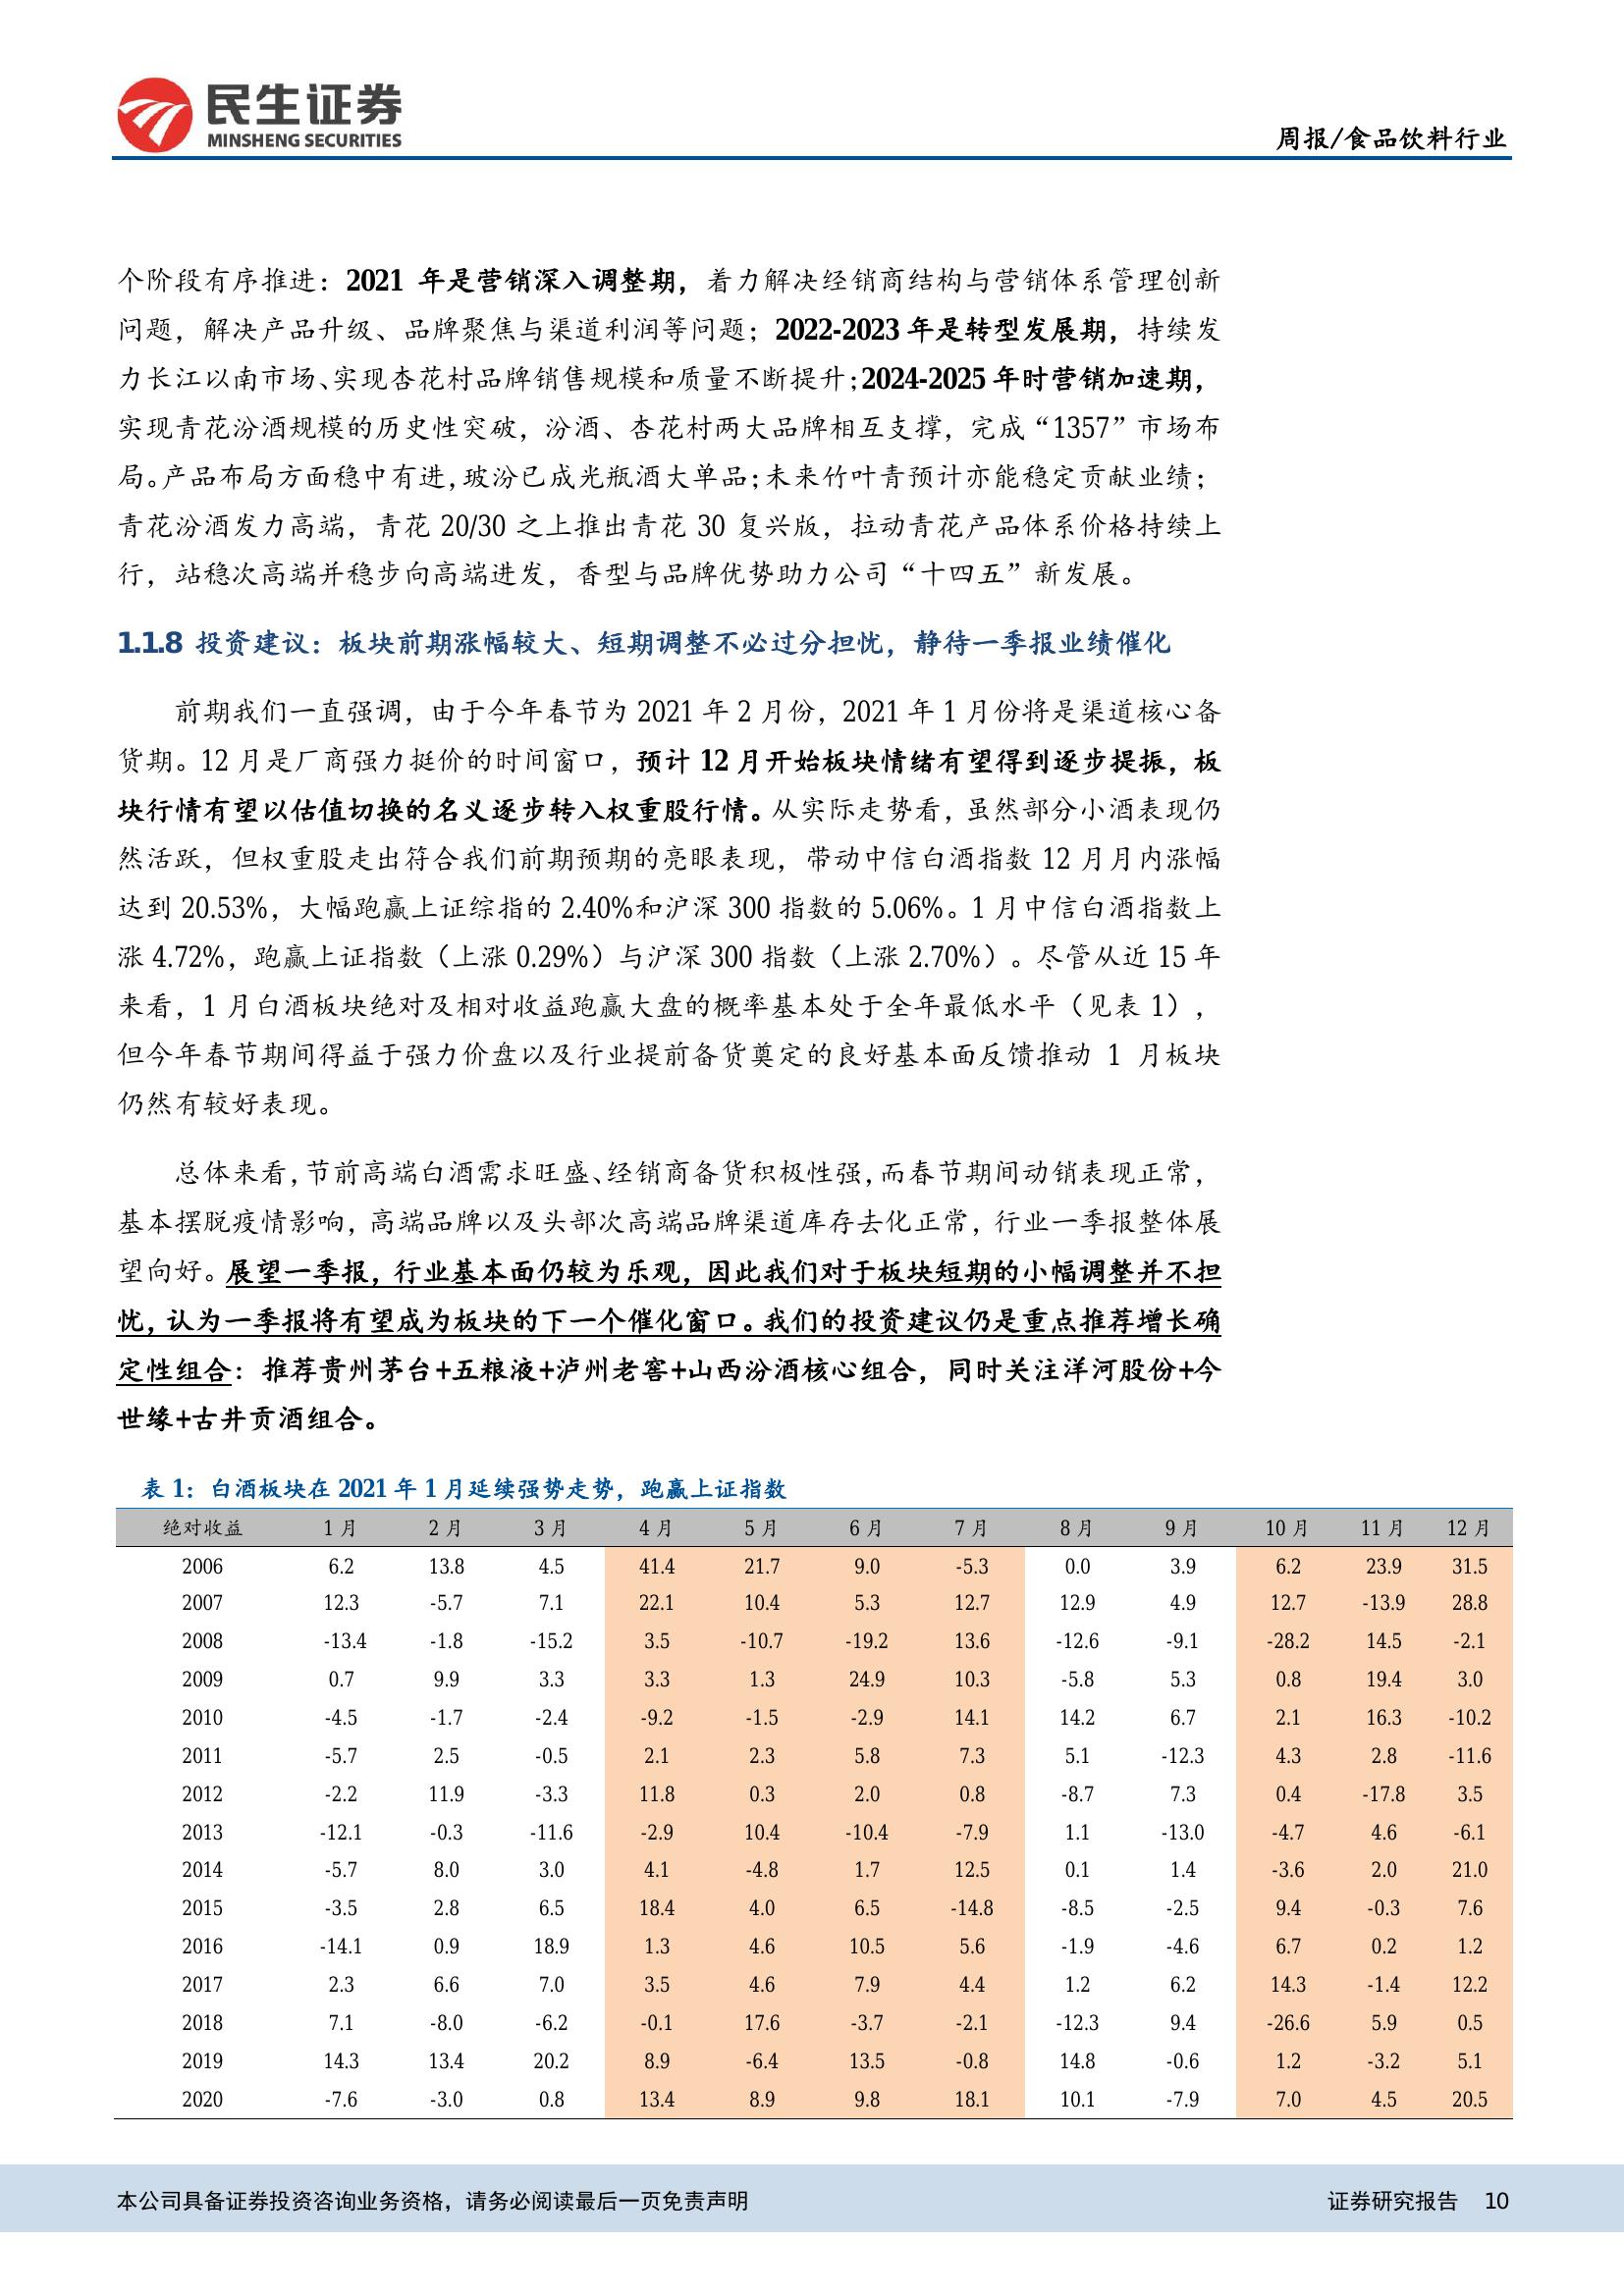 民生证券
MINSHENG SECURITIES
周报/食品饮料行业
个阶段有序推进：2021 年是营销深入调整期，着力解决经销商结构与营销体系管理创新
问题，解决产品升级、品牌聚焦与渠道利润等问题；2022-2023 年是转型发展期，持续发
力长江以南市场、实现杏花村品牌销售规模和质量不断提升；2024-2025 年时营销加速期，
实现青花汾酒规模的历史性突破，汾酒、杏花村两大品牌相互支撑，完成“1357”市场布
局。产品布局方面稳中有进，玻汾已成光瓶酒大单品；未来竹叶青预计亦能稳定贡献业绩；
青花汾酒发力高端，青花 20/30 之上推出青花 30 复兴版，拉动青花产品体系价格持续上
行，站稳次高端并稳步向高端进发，香型与品牌优势助力公司“十四五”新发展。
1.1.8 投资建议：板块前期涨幅较大、短期调整不必过分担忧，静待一季报业绩催化
前期我们一直强调，由于今年春节为 2021 年 2 月份，2021 年 1 月份将是渠道核心备
货期。12 月是厂商强力挺价的时间窗口，预计 12 月开始板块情绪有望得到逐步提振，板
块行情有望以估值切换的名义逐步转入权重股行情。从实际走势看，虽然部分小酒表现仍
然活跃，但权重股走出符合我们前期预期的亮眼表现，带动中信白酒指数 12 月月内涨幅
达到 20.53%，大幅跑赢上证综指的 2.40%和沪深 300 指数的 5.06%。1 月中信白酒指数上
涨 4.72%，跑赢上证指数（上涨 0.29%）与沪深 300 指数（上涨 2.70%）。尽管从近 15 年
来看，1 月白酒板块绝对及相对收益跑赢大盘的概率基本处于全年最低水平（见表 1），
但今年春节期间得益于强力价盘以及行业提前备货奠定的良好基本面反馈推动 1 月板块
仍然有较好表现。
总体来看，节前高端白酒需求旺盛、经销商备货积极性强，而春节期间动销表现正常，
基本摆脱疫情影响，高端品牌以及头部次高端品牌渠道库存去化正常，行业一季报整体展
望向好。展望一季报，行业基本面仍较为乐观，因此我们对于板块短期的小幅调整并不担
忧，认为一季报将有望成为板块的下一个催化窗口。我们的投资建议仍是重点推荐增长确
定性组合：推荐贵州茅台+五粮液+泸州老窖+山西汾酒核心组合，同时关注洋河股份+今
世缘+古井贡酒组合。
表 1：白酒板块在 2021 年 1 月延续强势走势，跑赢上证指数
绝对收益 1 月 2 月 3 月 4 月 5 月 6 月 7 月 8 月 9 月 10 月 11 月 12 月
2006 6.2 13.8 4.5 41.4 21.7 9.0 -5.3 0.0 3.9 6.2 23.9 31.5
2007 12.3 -5.7 7.1 22.1 10.4 5.3 12.7 12.9 4.9 12.7 -13.9 28.8
2008 -13.4 -1.8 -15.2 3.5 -10.7 -19.2 13.6 -12.6 -9.1 -28.2 14.5 -2.1
2009 0.7 9.9 3.3 3.3 1.3 24.9 10.3 -5.8 5.3 0.8 19.4 3.0
2010 -4.5 -1.7 -2.4 -9.2 -1.5 -2.9 14.1 14.2 6.7 2.1 16.3 -10.2
2011 -5.7 2.5 -0.5 2.1 2.3 5.8 7.3 5.1 -12.3 4.3 2.8 -11.6
2012 -2.2 11.9 -3.3 11.8 0.3 2.0 0.8 -8.7 7.3 0.4 -17.8 3.5
2013 -12.1 -0.3 -11.6 -2.9 10.4 -10.4 -7.9 1.1 -13.0 -4.7 4.6 -6.1
2014 -5.7 8.0 3.0 4.1 -4.8 1.7 12.5 0.1 1.4 -3.6 2.0 21.0
2015 -3.5 2.8 6.5 18.4 4.0 6.5 -14.8 -8.5 -2.5 9.4 -0.3 7.6
2016 -14.1 0.9 18.9 1.3 4.6 10.5 5.6 -1.9 -4.6 6.7 0.2 1.2
2017 2.3 6.6 7.0 3.5 4.6 7.9 4.4 1.2 6.2 14.3 -1.4 12.2
2018 7.1 -8.0 -6.2 -0.1 17.6 -3.7 -2.1 -12.3 9.4 -26.6 5.9 0.5
2019 14.3 13.4 20.2 8.9 -6.4 13.5 -0.8 14.8 -0.6 1.2 -3.2 5.1
2020 -7.6 -3.0 0.8 13.4 8.9 9.8 18.1 10.1 -7.9 7.0 4.5 20.5
本公司具备证券投资咨询业务资格，请务必阅读最后一页免责声明
证券研究报告 10